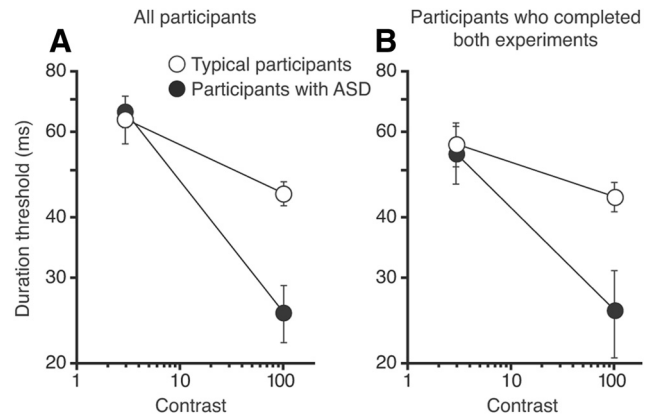 All participants
Participants who completed
both experiments
A
B
Typical participants
Participants with ASD
Duration threshold (ms)
80
60
40
30
20
1
10
100
Contrast
80
60
40
30
20
1
10
100
Contrast